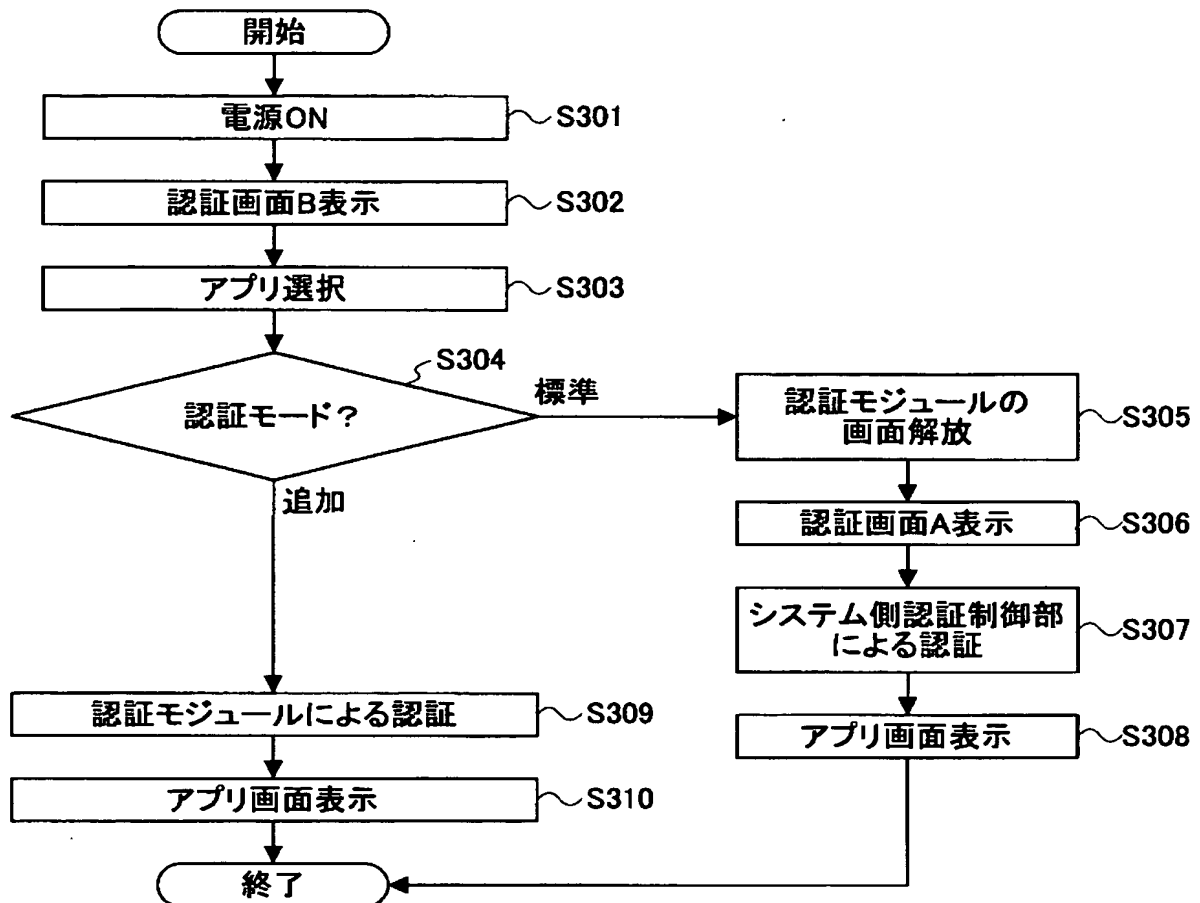 開始
電源ON
S301
認証画面B表示
S302
アプリ選択
S303
S304
認証モード?
標準
追加
認証モジュールの
画面解放
S305
認証画面A表示
S306
システム側認証制御部
による認証
S307
アプリ画面表示
S308
認証モジュールによる認証
S309
アプリ画面表示
S310
終了